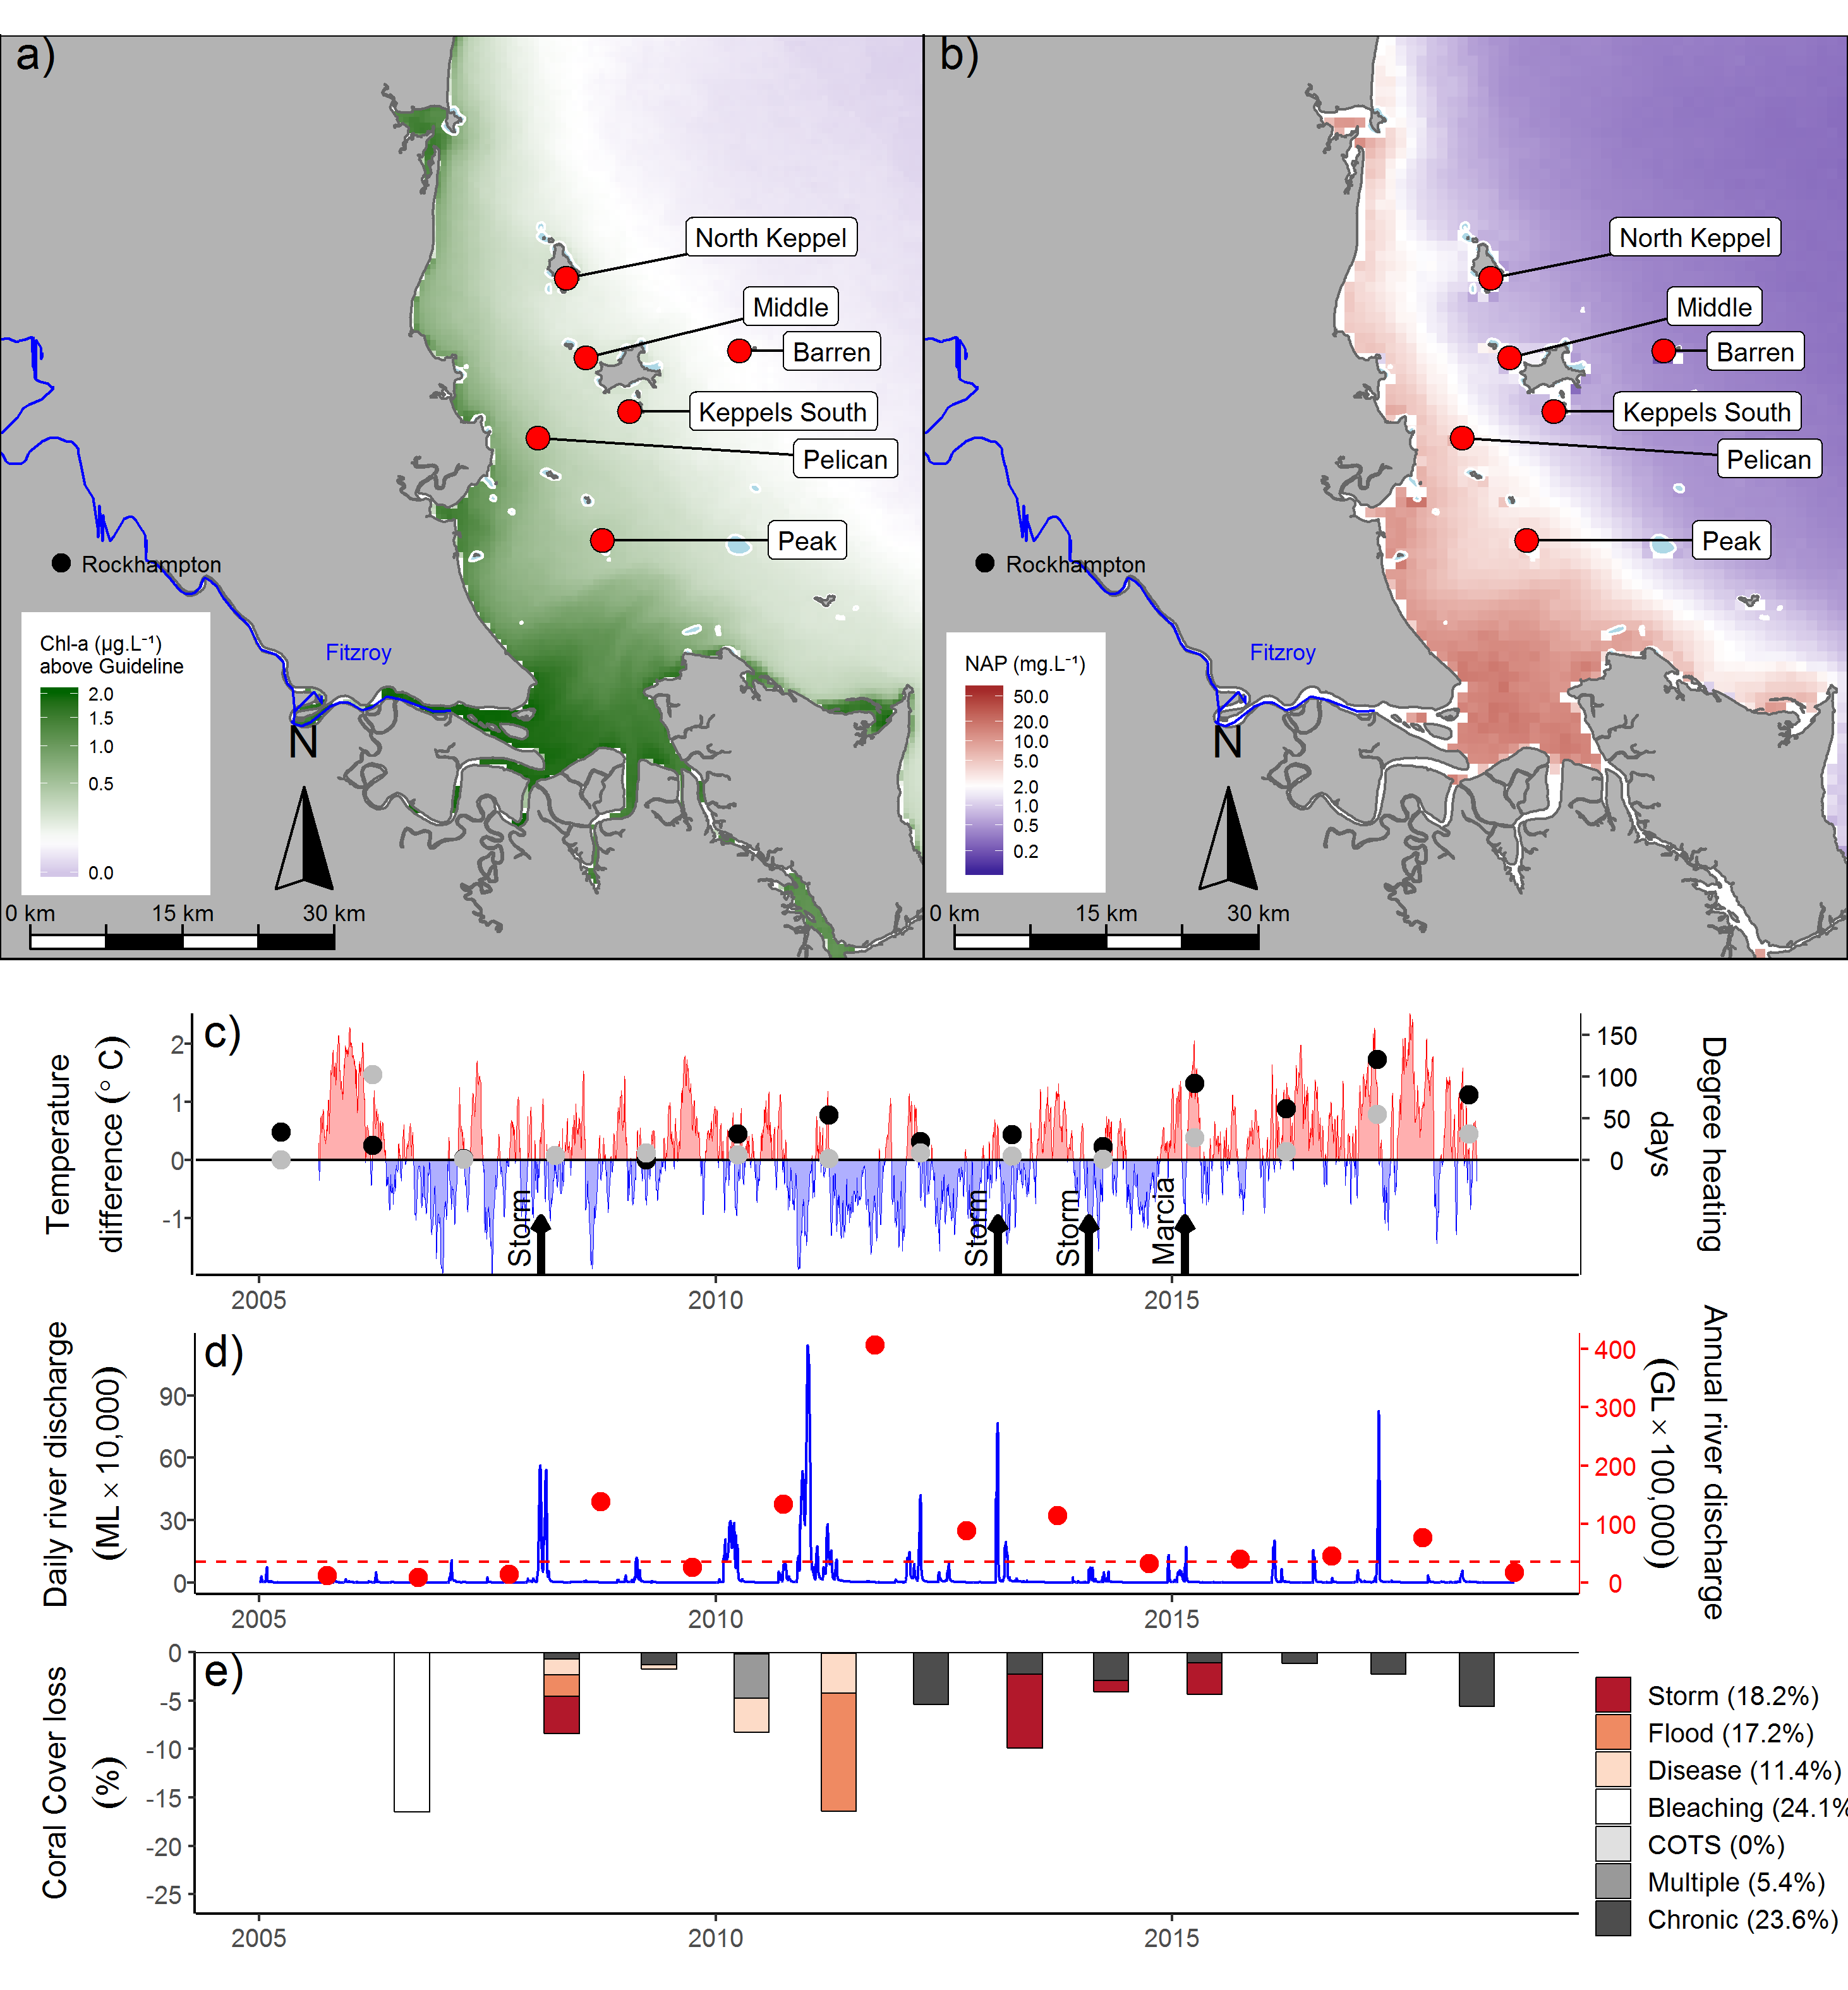 a)
North Keppel
Middle
Barren
Keppels South
Pelican
Peak
Rockhampton
Fitzroy
Chl-a (µg.L⁻¹)
above Guideline
2.0
1.5
1.0
0.5
0.0
N
0 km 15 km 30 km
b)
North Keppel
Middle
Barren
Keppels South
Pelican
Peak
Rockhampton
Fitzroy
NAP (mg.L⁻¹)
50.0
20.0
10.0
5.0
2.0
1.0
0.5
0.2
N
0 km 15 km 30 km
c)
Temperature
difference (° C)
2
1
0
-1
Storm
Storm
Storm
Marcia
150
100
50
0
Degree heating
days
2005 2010 2015
d)
Daily river discharge
(ML × 10,000)
90
60
30
0
400
300
200
100
0
Annual river discharge
(GL × 100,000)
2005 2010 2015
e)
Coral Cover loss
(%)
0
-5
-10
-15
-20
-25
2005 2010 2015
Storm (18.2%)
Flood (17.2%)
Disease (11.4%)
Bleaching (24.1%
COTS (0%)
Multiple (5.4%)
Chronic (23.6%)